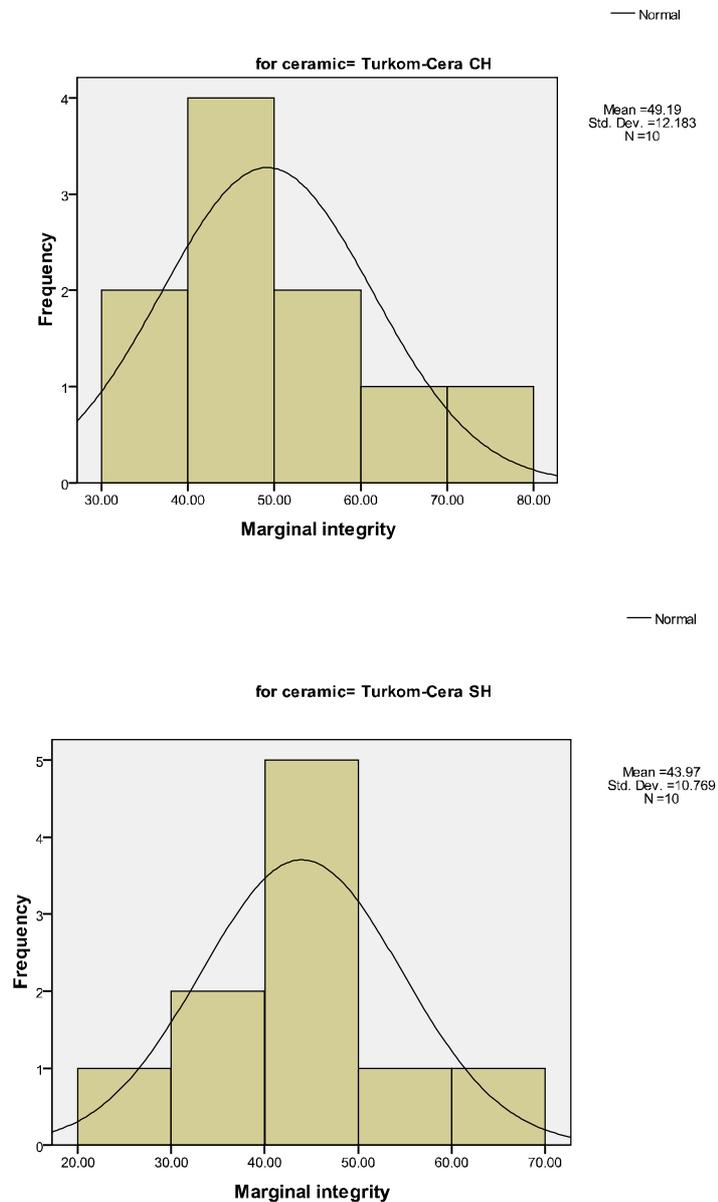 Normal
for ceramic= Turkom-Cera CH
Mean =49.19
Std. Dev. =12.183
N =10
4
3
2
1
0
Frequency
30.00 40.00 50.00 60.00 70.00 80.00
Marginal integrity
Normal
for ceramic= Turkom-Cera SH
Mean =43.97
Std. Dev. =10.769
N =10
5
4
3
2
1
0
Frequency
20.00 30.00 40.00 50.00 60.00 70.00
Marginal integrity